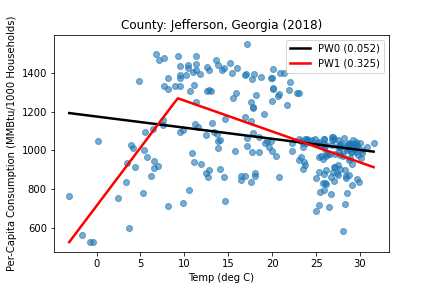 County: Jefferson, Georgia (2018)
PW0 (0.052)
PW1 (0.325)
Per-Capita Consumption (MMBtu/1000 Households)
1400
1200
1000
800
600
0 5 10 15 20 25 30
Temp (deg C)